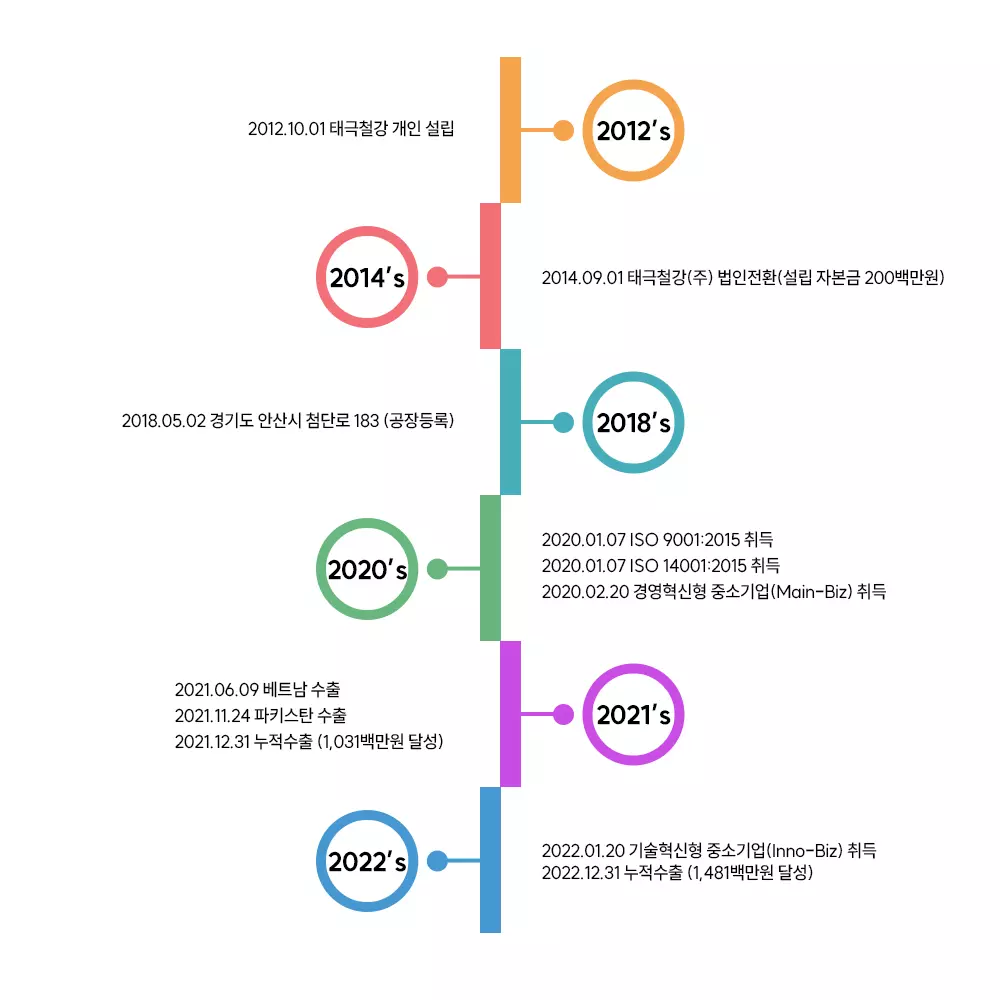 2012.10.01 태극철강 개인 설립
2012's
2014's
2014.09.01 태극철강(주) 법인전환(설립 자본금 200백만원)
2018.05.02 경기도 안산시 첨단로 183 (공장등록)
2018's
2020's
2020.01.07 ISO 9001:2015 취득
2020.01.07 ISO 14001:2015 취득
2020.02.20 경영혁신형 중소기업(Main-Biz) 취득
2021.06.09 베트남 수출
2021.11.24 파키스탄 수출
2021.12.31 누적수출 (1,031백만원 달성)
2021's
2022's
2022.01.20 기술혁신형 중소기업(Inno-Biz) 취득
2022.12.31 누적수출 (1,481백만원 달성)